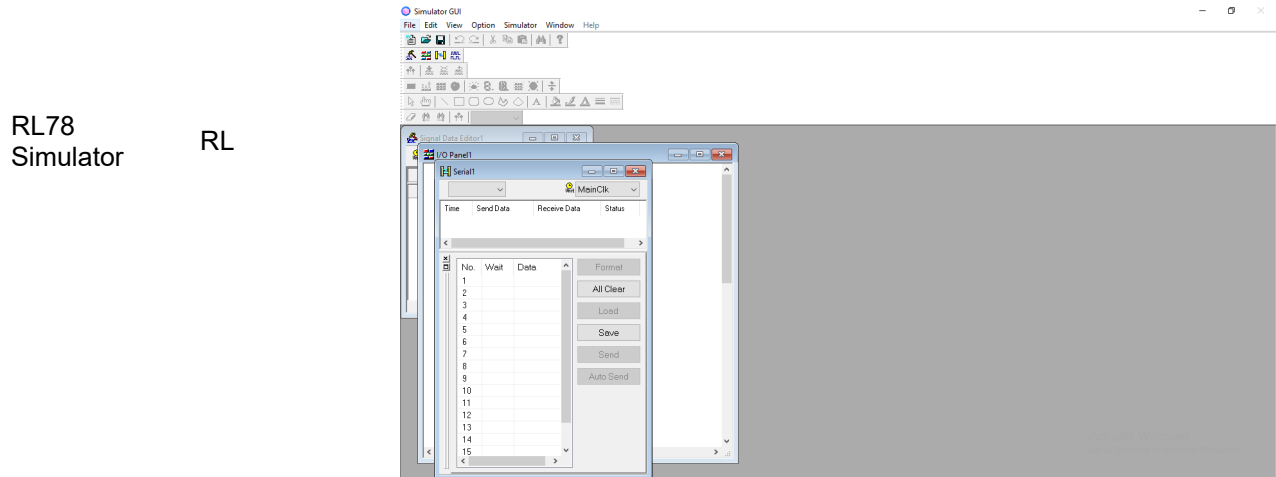 RL78
Simulator
RL
Simulator GUI
File Edit View Option Simulator Window Help
Signal Data Editor1
I/O Panel1
Serial1
MainClk
Time Send Data Receive Data Status
No. Wait Data
1
2
3
4
5
6
7
8
9
10
11
12
13
14
15
Format
All Clear
Load
Save
Send
Auto Send